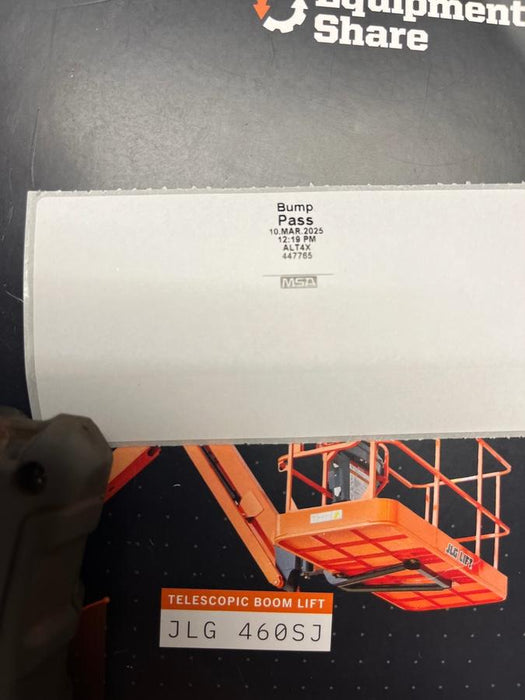 Equipment
Share
Bump
Pass
10.MAR.2025
12:19 PM
ALT4X
447765
MSA
JLG LIFT
TELESCOPIC BOOM LIFT
JLG 460SJ